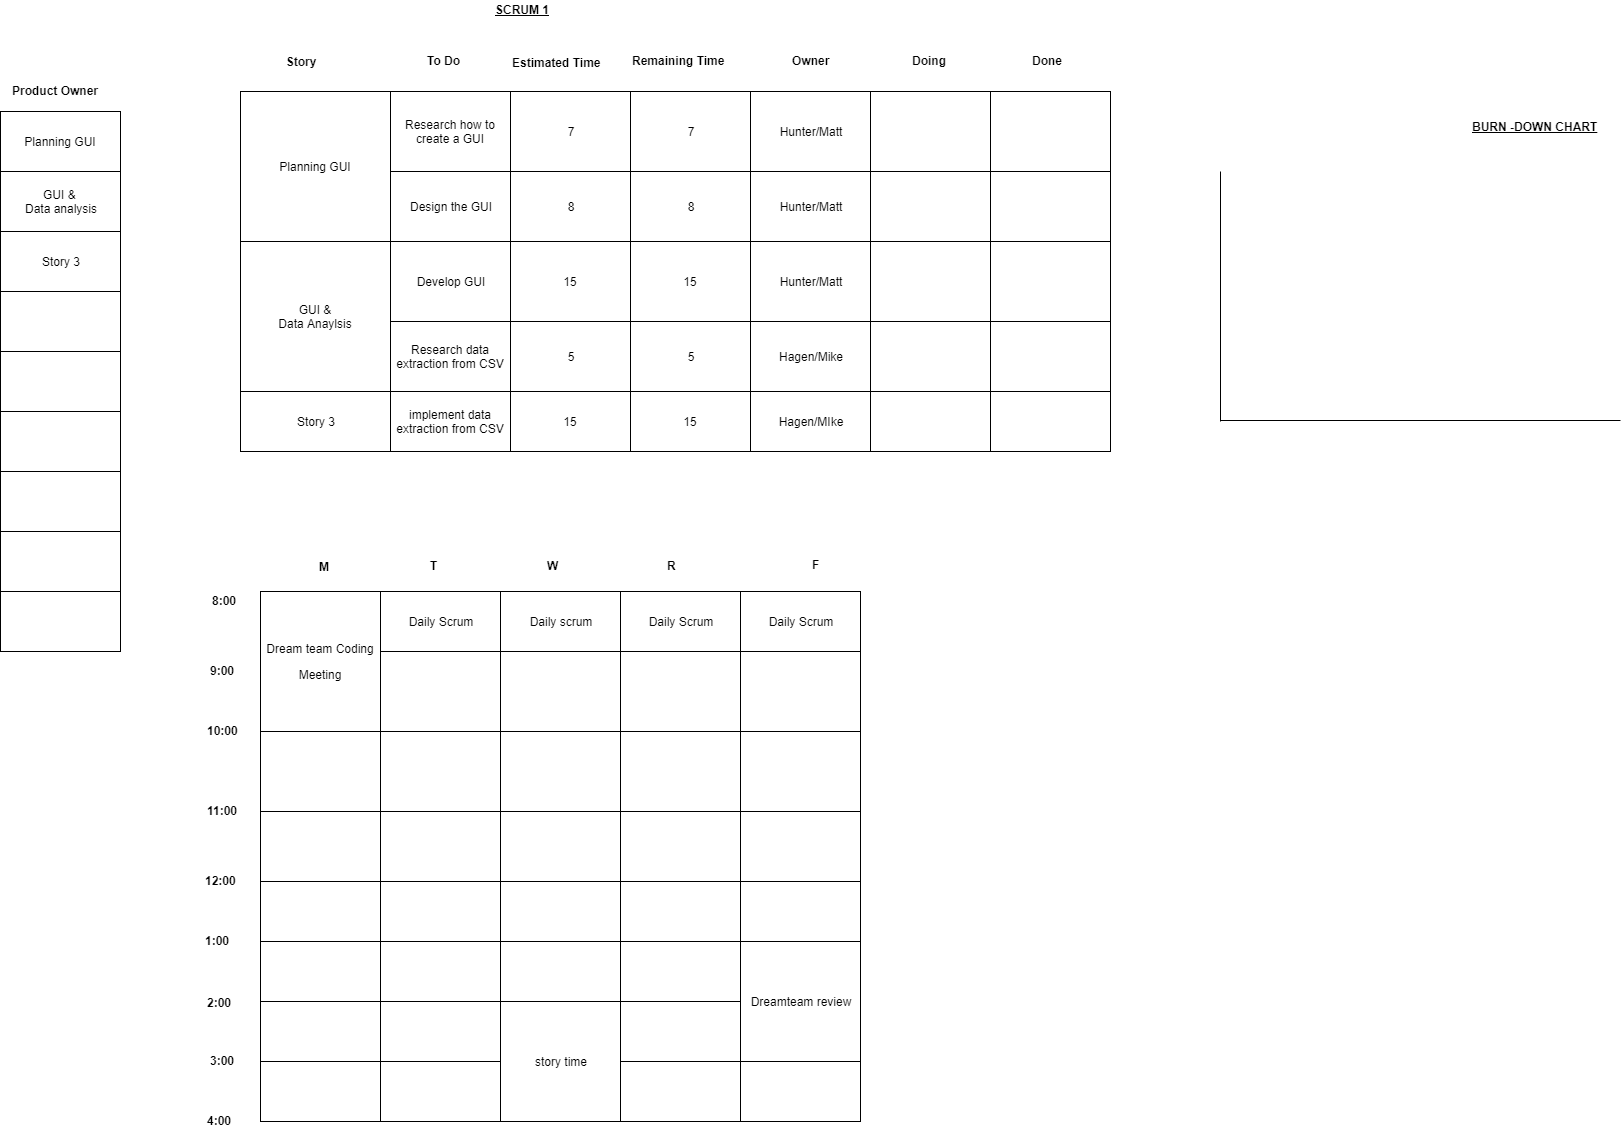 SCRUM 1
Story
To Do
Estimated Time
Remaining Time
Owner
Doing
Done
Product Owner
Planning GUI
GUI &
Data analysis
Story 3
Planning GUI
Research how to
create a GUI
7
7
Hunter/Matt
Design the GUI
8
8
Hunter/Matt
GUI &
Data Anaylsis
Develop GUI
15
15
Hunter/Matt
Research data
extraction from CSV
5
5
Hagen/Mike
Story 3
implement data
extraction from CSV
15
15
Hagen/MIke
BURN -DOWN CHART
M
T
W
R
F
8:00
Dream team Coding
Meeting
Daily Scrum
Daily scrum
Daily Scrum
Daily Scrum
9:00
10:00
11:00
12:00
1:00
2:00
Dreamteam review
3:00
story time
4:00